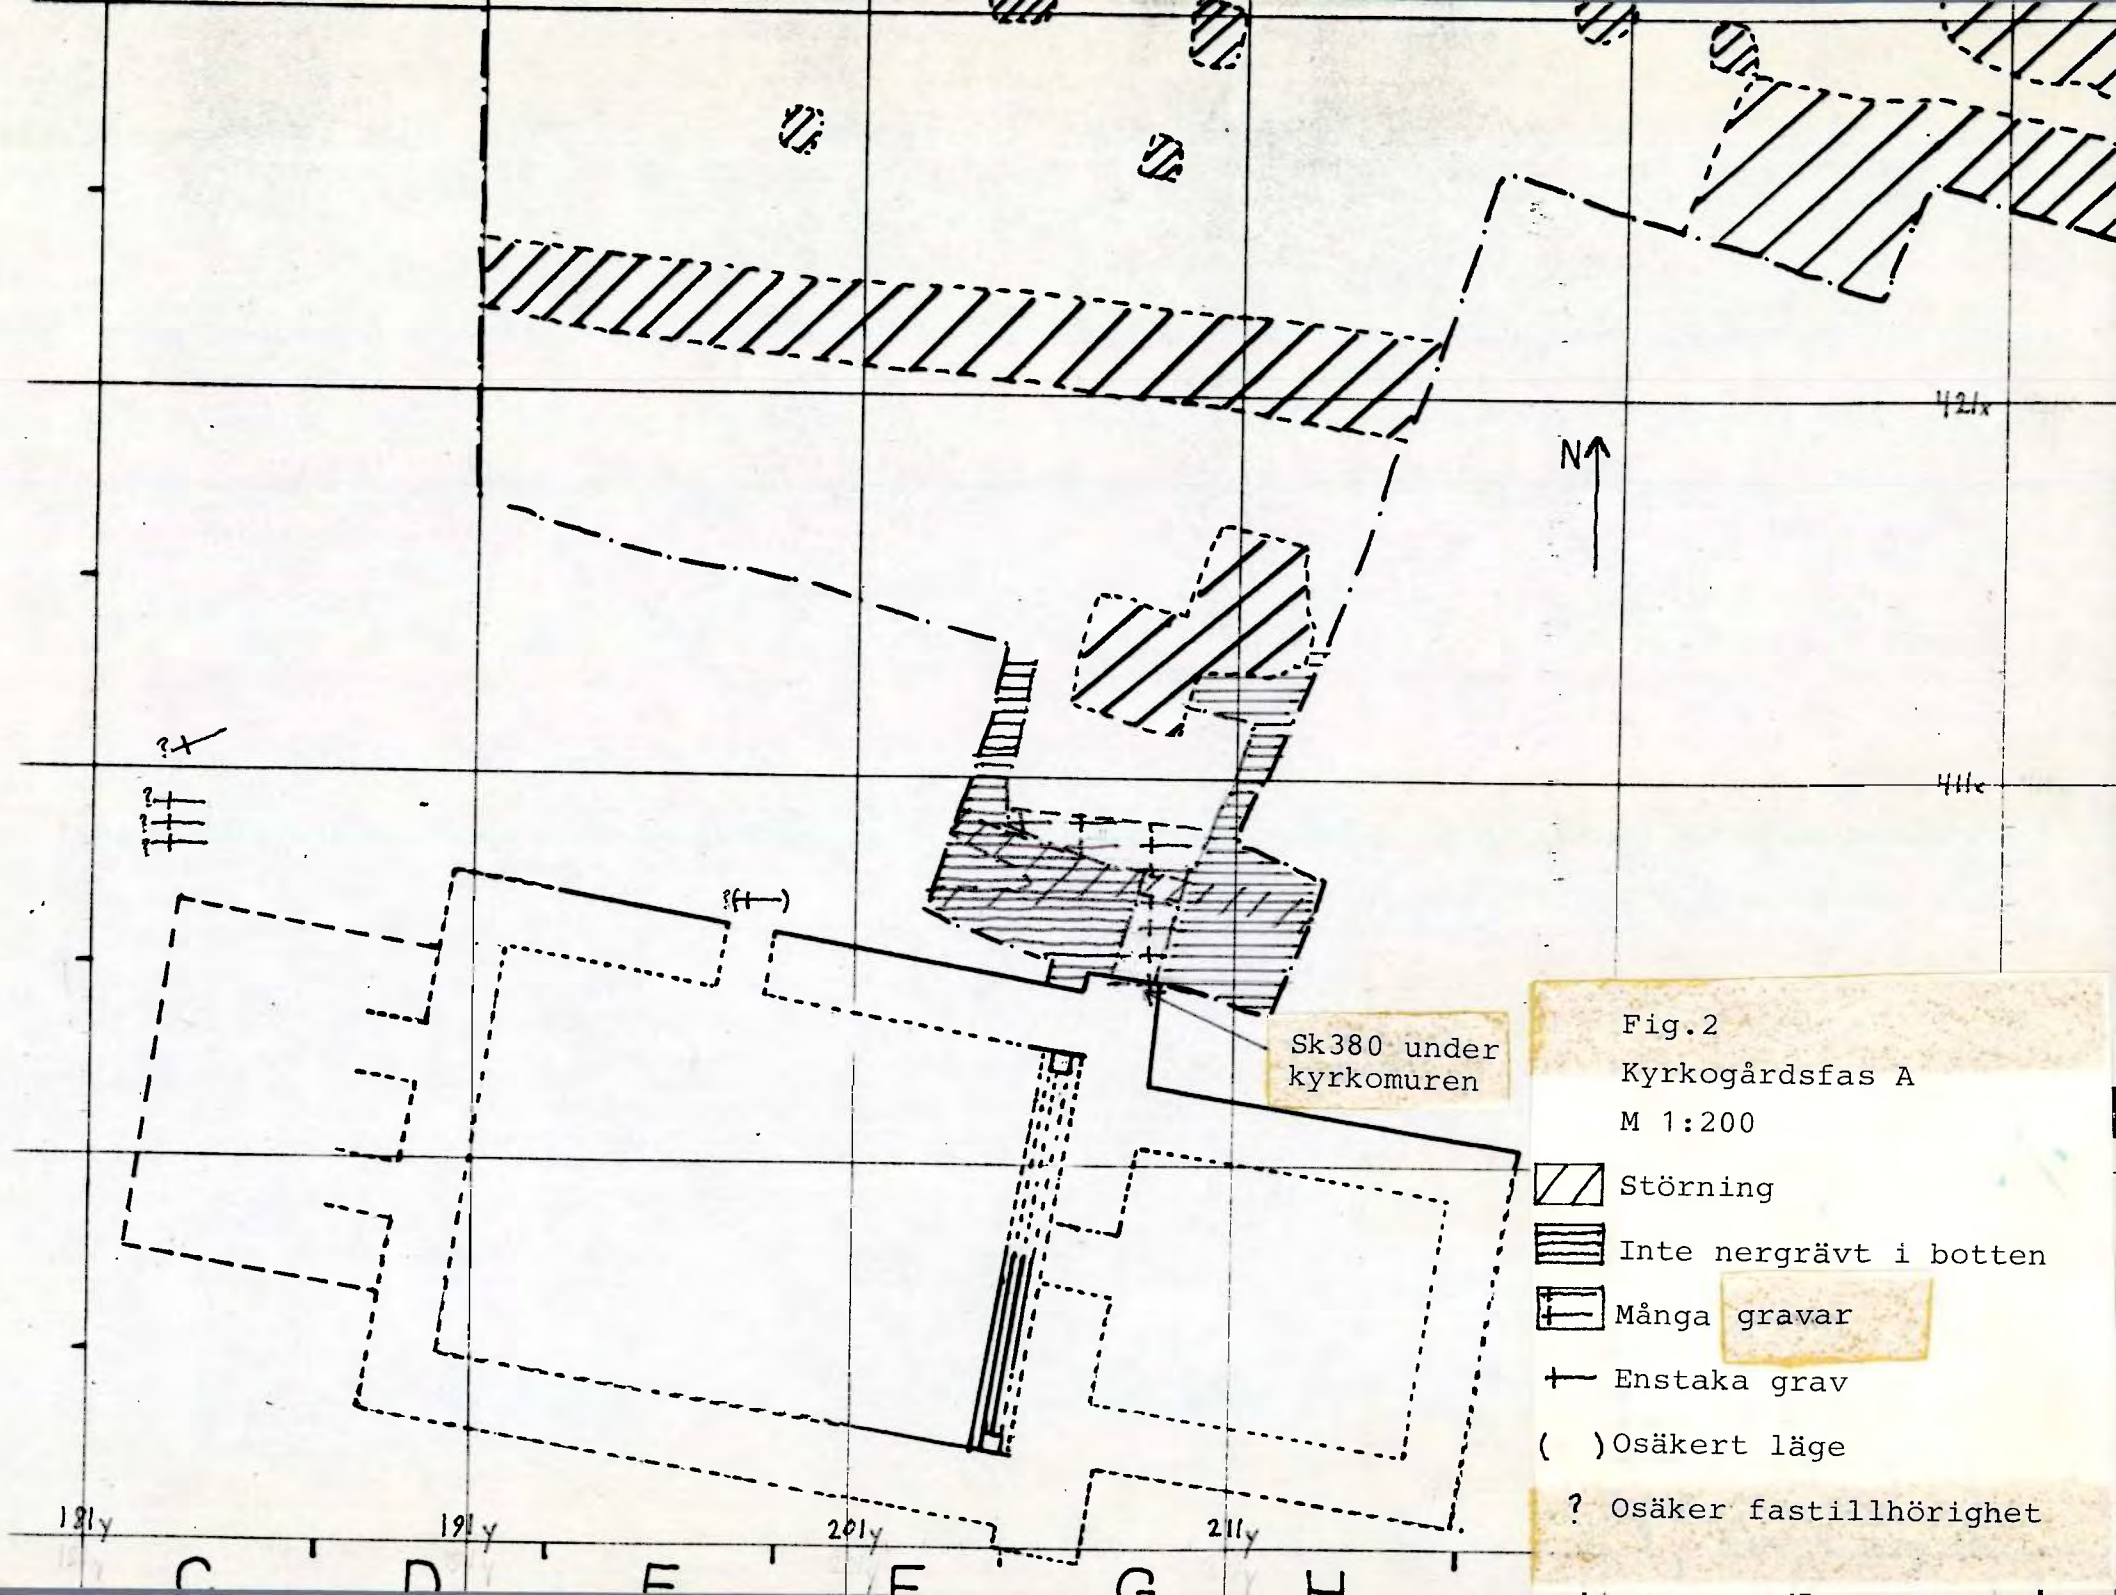 421x
N
411x
?
?
?
?
?( )
Sk380 under
kyrkomuren
Fig.2
Kyrkogårdsfas A
M 1:200
Störning
Inte nergrävt i botten
Många gravar
Enstaka grav
( ) Osäkert läge
? Osäker fastillhörighet
181y 191y 201y 211y
C D E F G H